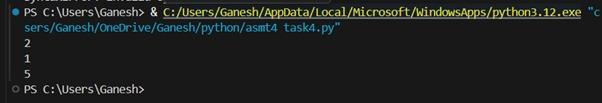 PS C:\Users\Ganesh> & C:/Users/Ganesh/AppData/Local/Microsoft/WindowsApps/python3.12.exe "c
sers/Ganesh/OneDrive/Ganesh/python/asmt4 task4.py"
2
1
5
PS C:\Users\Ganesh>